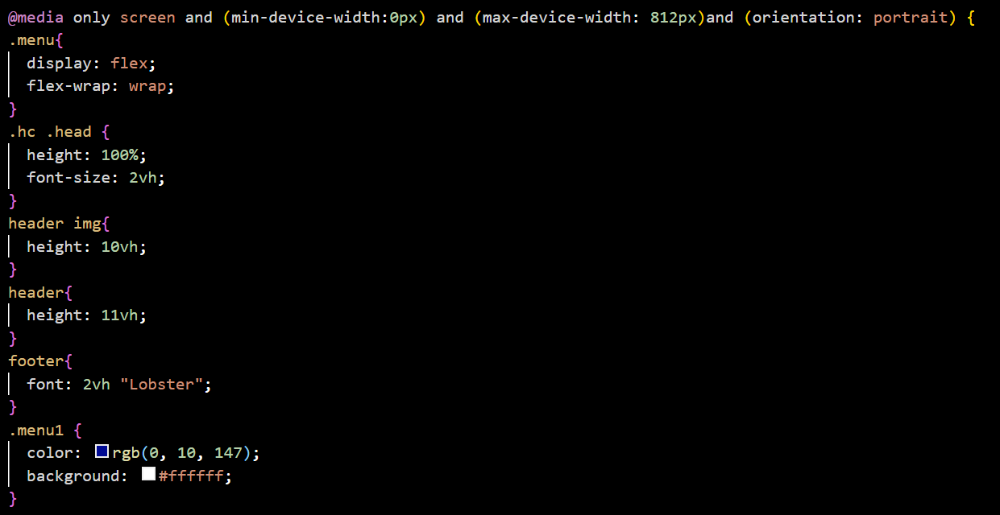 @media only screen and (min-device-width:0px) and (max-device-width: 812px)and (orientation: portrait) {
.menu{
  display: flex;
  flex-wrap: wrap;
}
.hc .head {
  height: 100%;
  font-size: 2vh;
}
header img{
  height: 10vh;
}
header{
  height: 11vh;
}
footer{
  font: 2vh "Lobster";
}
.menu1 {
  color: rgb(0, 10, 147);
  background: #ffffff;
}